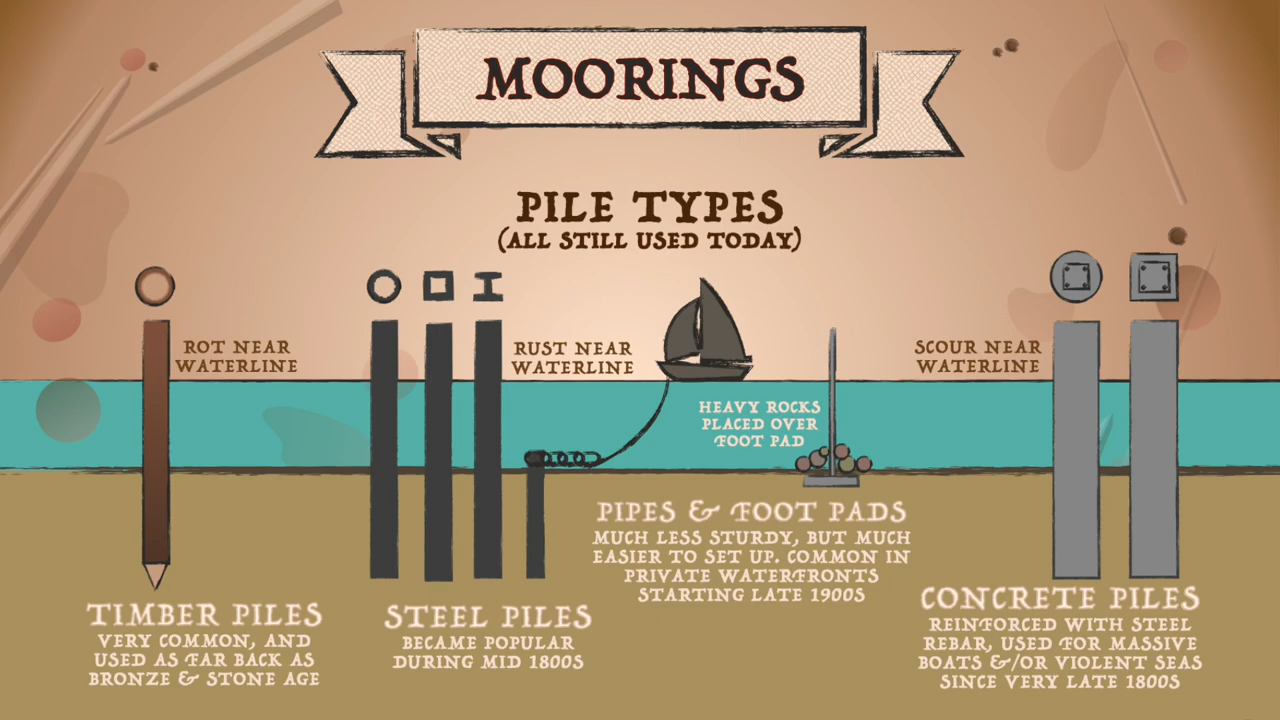 MOORINGS
PILE TYPES
(ALL STILL USED TODAY)
ROT NEAR
WATERLINE
RUST NEAR
WATERLINE
SCOUR NEAR
WATERLINE
HEAVY ROCKS
PLACED OVER
FOOT PAD
TIMBER PILES
VERY COMMON, AND
USED AS FAR BACK AS
BRONZE & STONE AGE
STEEL PILES
BECAME POPULAR
DURING MID 1800S
PIPES & FOOT PADS
MUCH LESS STURDY, BUT MUCH
EASIER TO SET UP. COMMON IN
PRIVATE WATERFRONTS
STARTING LATE 1900S
CONCRETE PILES
REINFORCED WITH STEEL
REBAR, USED FOR MASSIVE
BOATS &/OR VIOLENT SEAS
SINCE VERY LATE 1800S